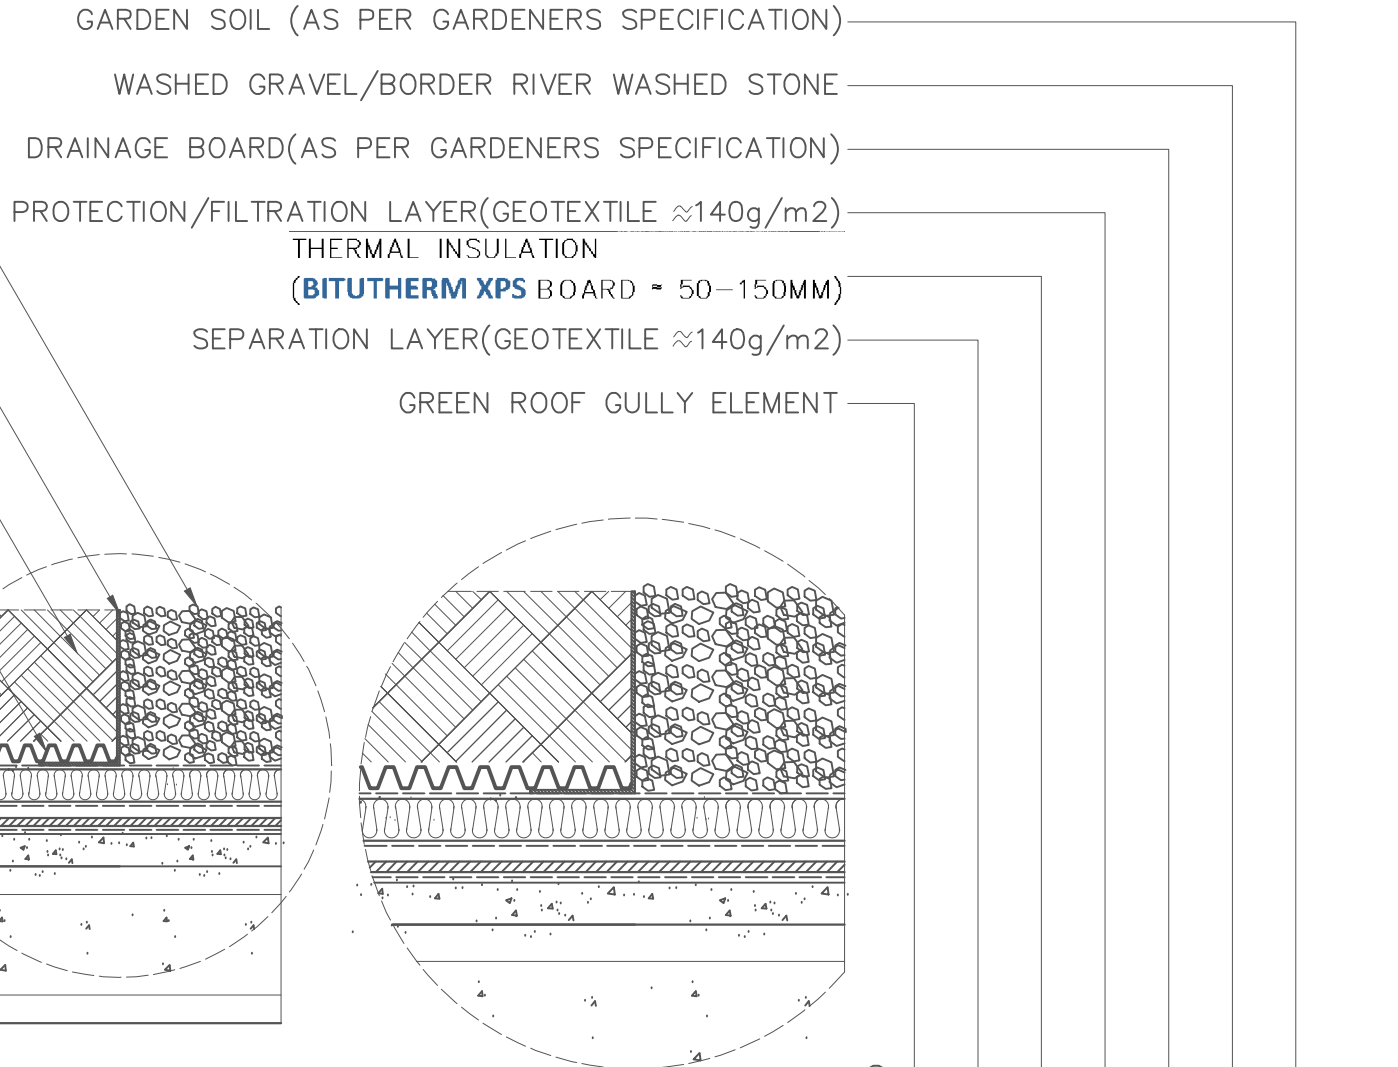 GARDEN SOIL (AS PER GARDENERS SPECIFICATION)
WASHED GRAVEL/BORDER RIVER WASHED STONE
DRAINAGE BOARD(AS PER GARDENERS SPECIFICATION)
PROTECTION/FILTRATION LAYER(GEOTEXTILE ≈140g/m2)
THERMAL INSULATION
(BITUTHERM XPS BOARD ≈ 50-150MM)
SEPARATION LAYER(GEOTEXTILE ≈140g/m2)
GREEN ROOF GULLY ELEMENT